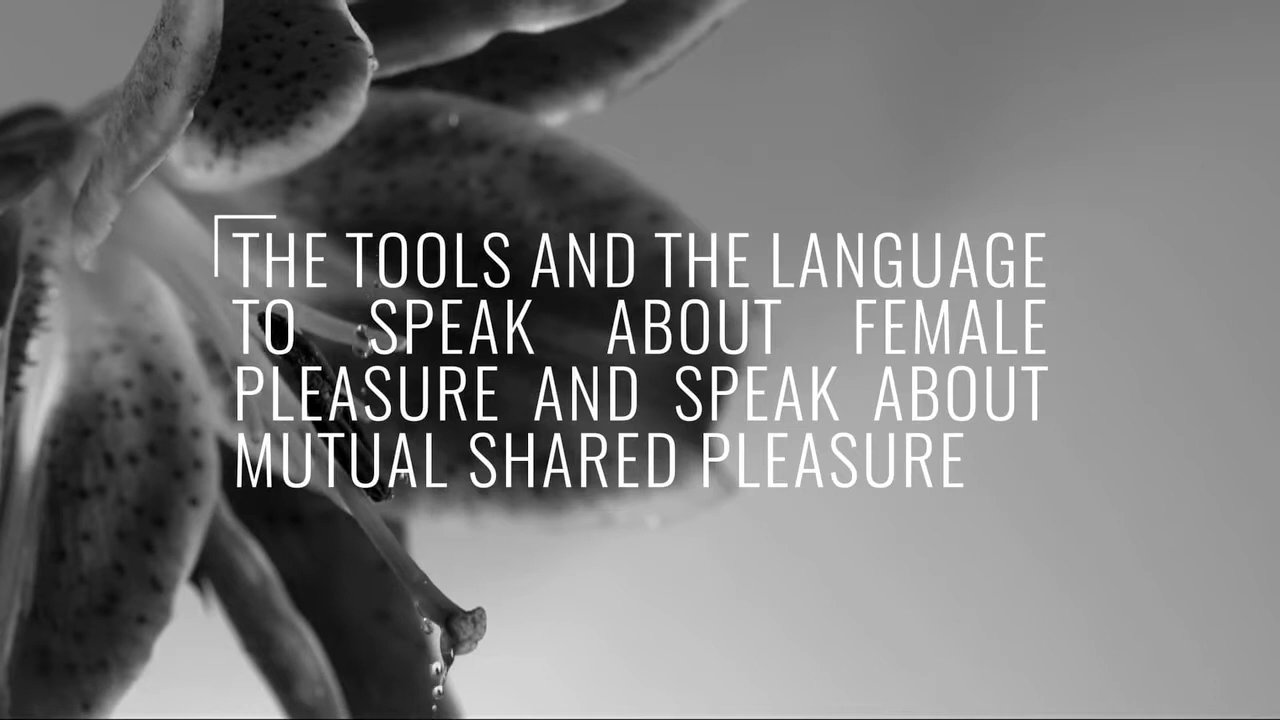 THE TOOLS AND THE LANGUAGE
TO SPEAK ABOUT FEMALE
PLEASURE AND SPEAK ABOUT
MUTUAL SHARED PLEASURE